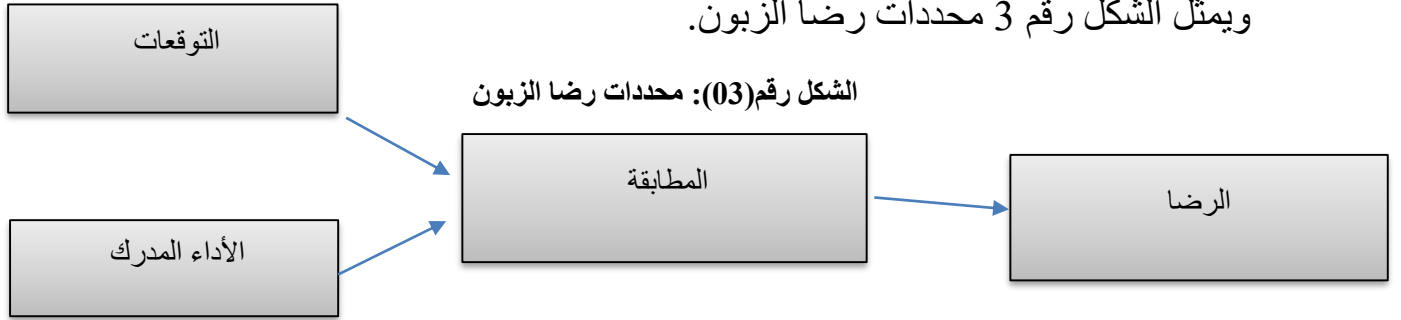 ويمثل الشكل رقم 3 محددات رضا الزبون.
الشكل رقم(03): محددات رضا الزبون
التوقعات
الأداء المدرك
المطابقة
الرضا